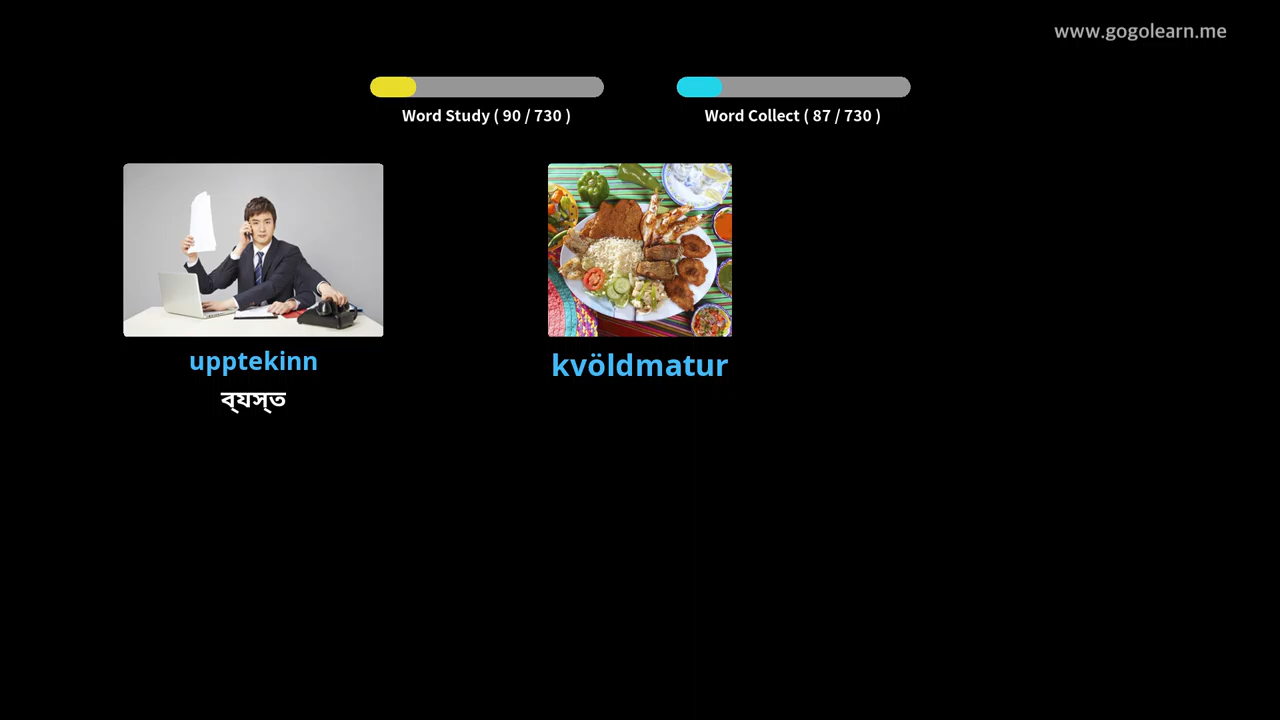 www.gogolearn.me
Word Study ( 90 / 730 )
Word Collect ( 87 / 730 )
upptekinn
ব্যস্ত
kvöldmatur